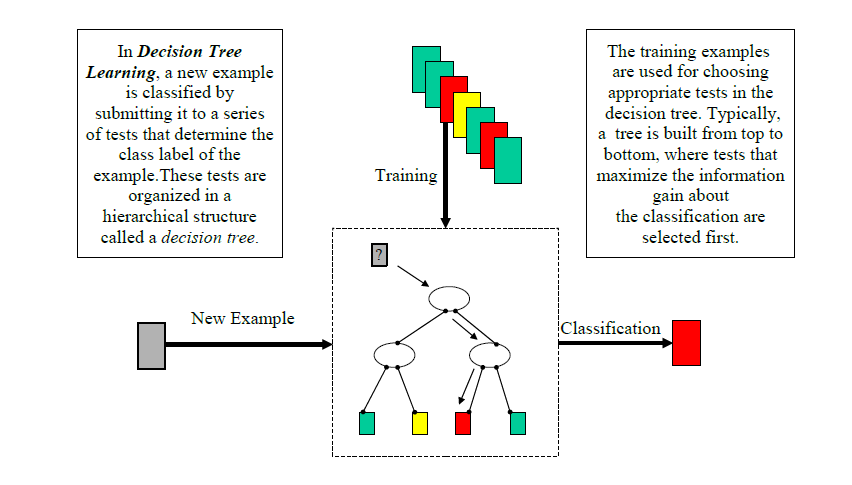 In Decision Tree
Learning, a new example
is classified by
submitting it to a series
of tests that determine the
class label of the
example.These tests are
organized in a
hierarchical structure
called a decision tree.
The training examples
are used for choosing
appropriate tests in the
decision tree. Typically,
a tree is built from top to
bottom, where tests that
maximize the information
gain about
the classification are
selected first.
Training
?
New Example
Classification